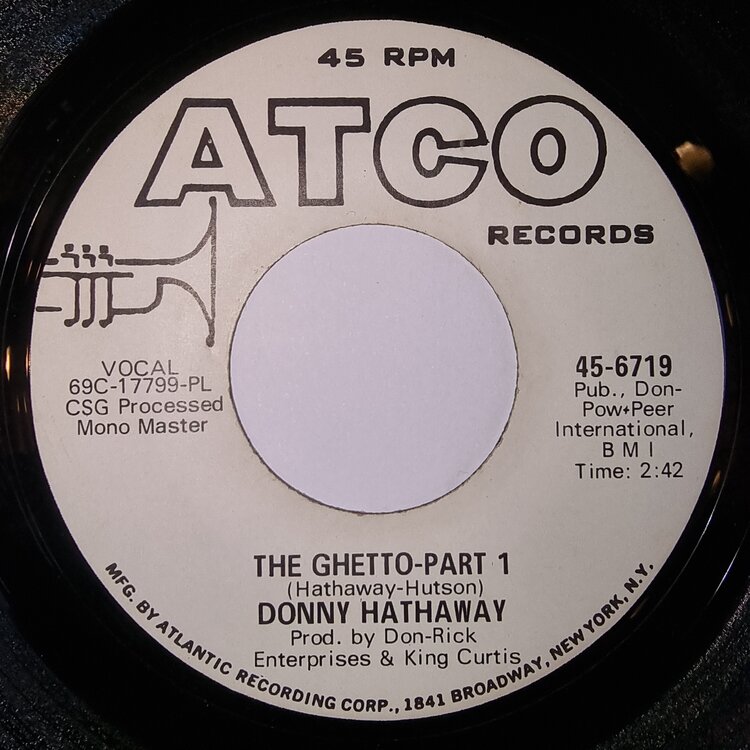 45 RPM
ATCO
RECORDS
VOCAL
69C-17799-PL
CSG Processed
Mono Master
45-6719
Pub., Don-
Pow+Peer
International,
B M I
Time: 2:42
THE GHETTO-PART 1
(Hathaway-Hutson)
DONNY HATHAWAY
Prod. by Don-Rick
Enterprises & King Curtis
MFG. BY ATLANTIC RECORDING CORP., 1841 BROADWAY, NEW YORK, N.Y.